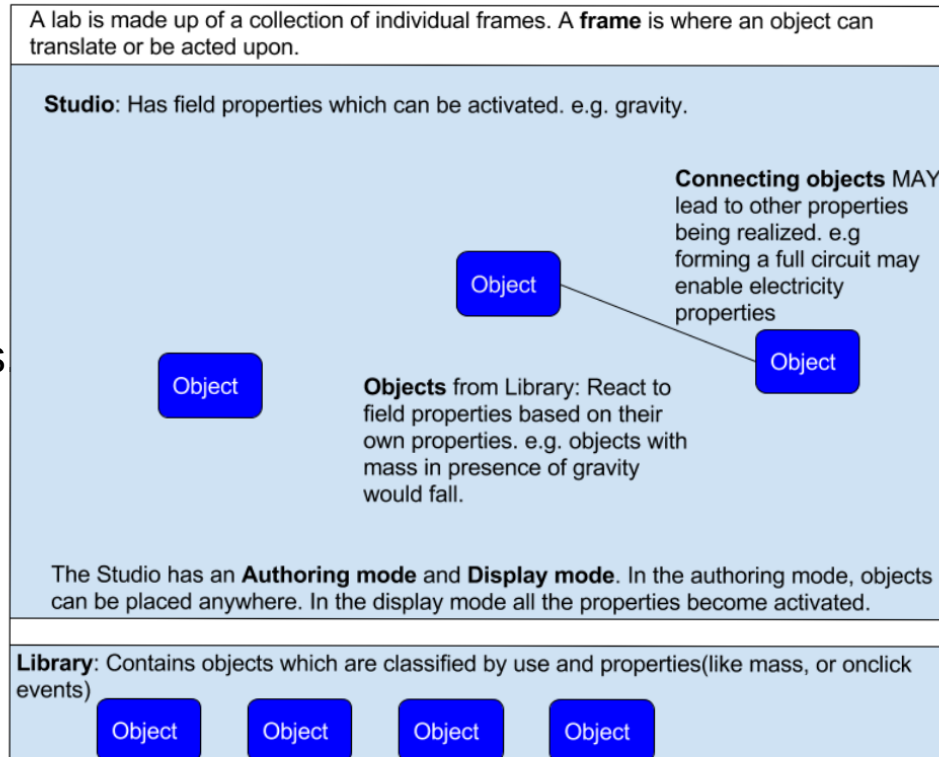 A lab is made up of a collection of individual frames. A frame is where an object can
translate or be acted upon.
Studio: Has field properties which can be activated. e.g. gravity.
Connecting objects MAY
lead to other properties
being realized. e.g
forming a full circuit may
enable electricity
properties
Object
Object
s
Object
Objects from Library: React to
field properties based on their
own properties. e.g. objects with
mass in presence of gravity
would fall.
The Studio has an Authoring mode and Display mode. In the authoring mode, objects
can be placed anywhere. In the display mode all the properties become activated.
Library: Contains objects which are classified by use and properties(like mass, or onclick
events)
Object
Object
Object
Object